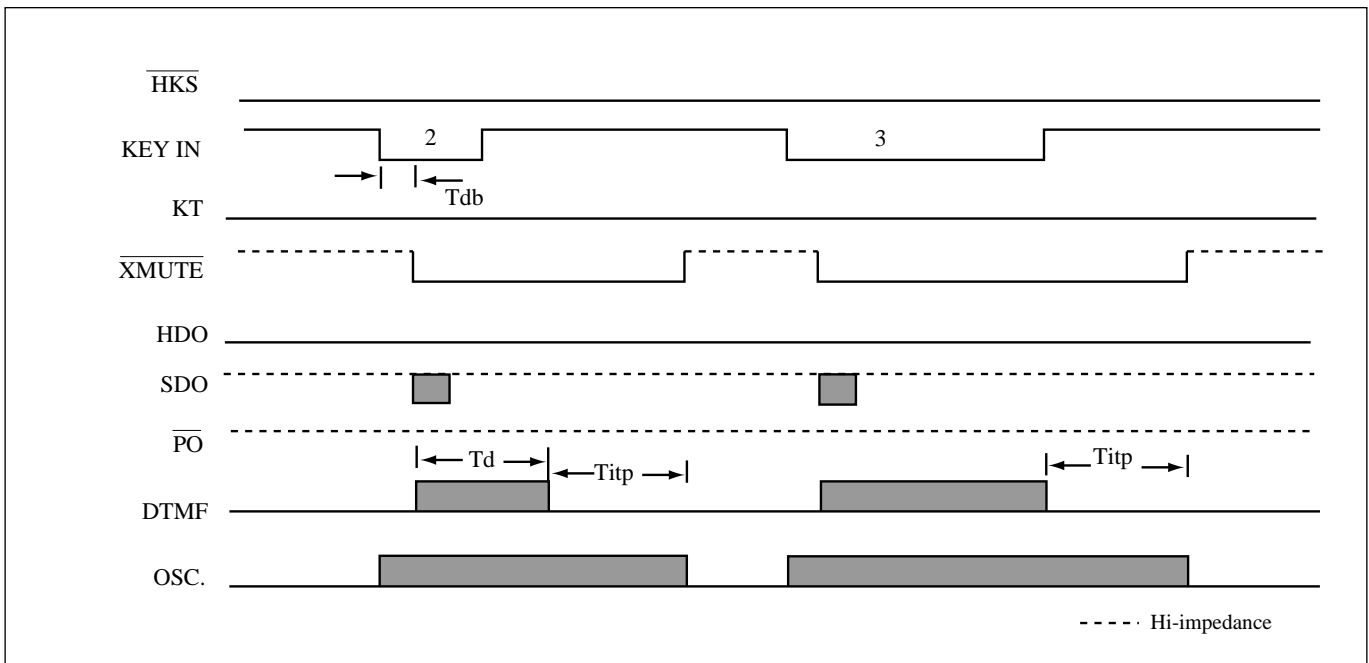 HKS
KEY IN 2 3
Tdb
KT
XMUTE
HDO
SDO
PO
Td Titp Titp
DTMF
OSC.
Hi-impedance